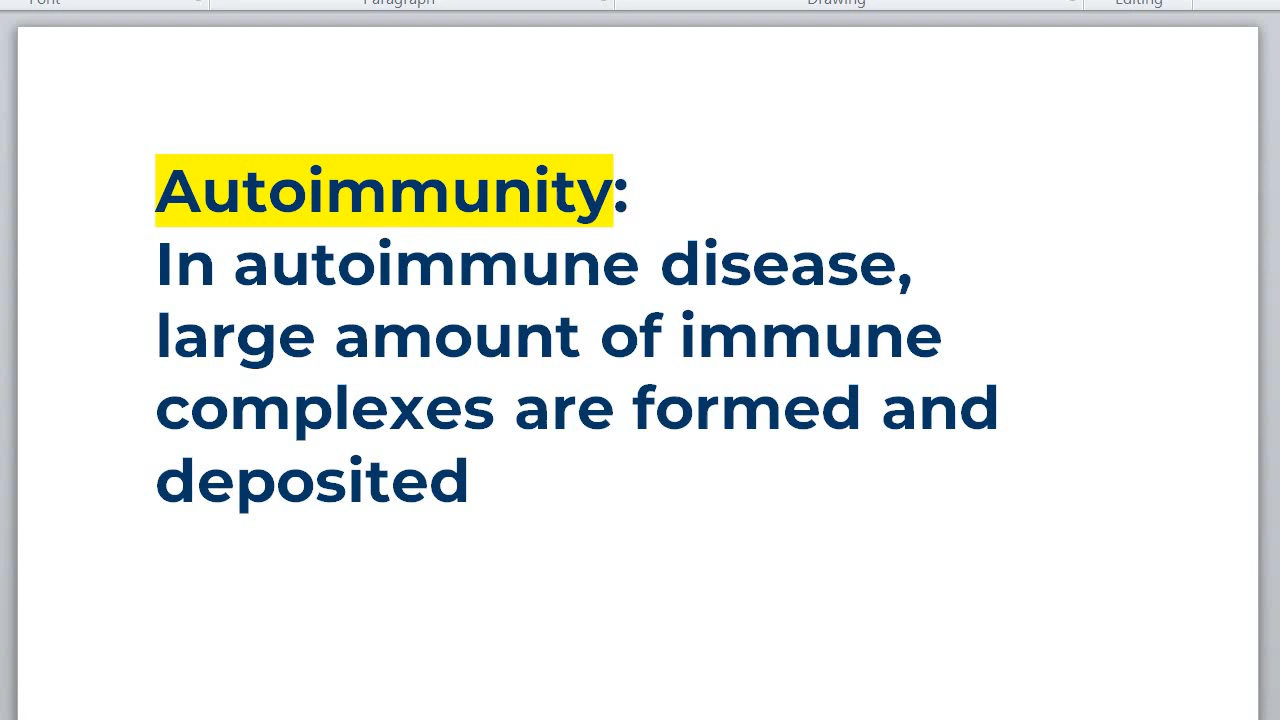 Font Paragraph Drawing Editing
Autoimmunity:
In autoimmune disease,
large amount of immune
complexes are formed and
deposited